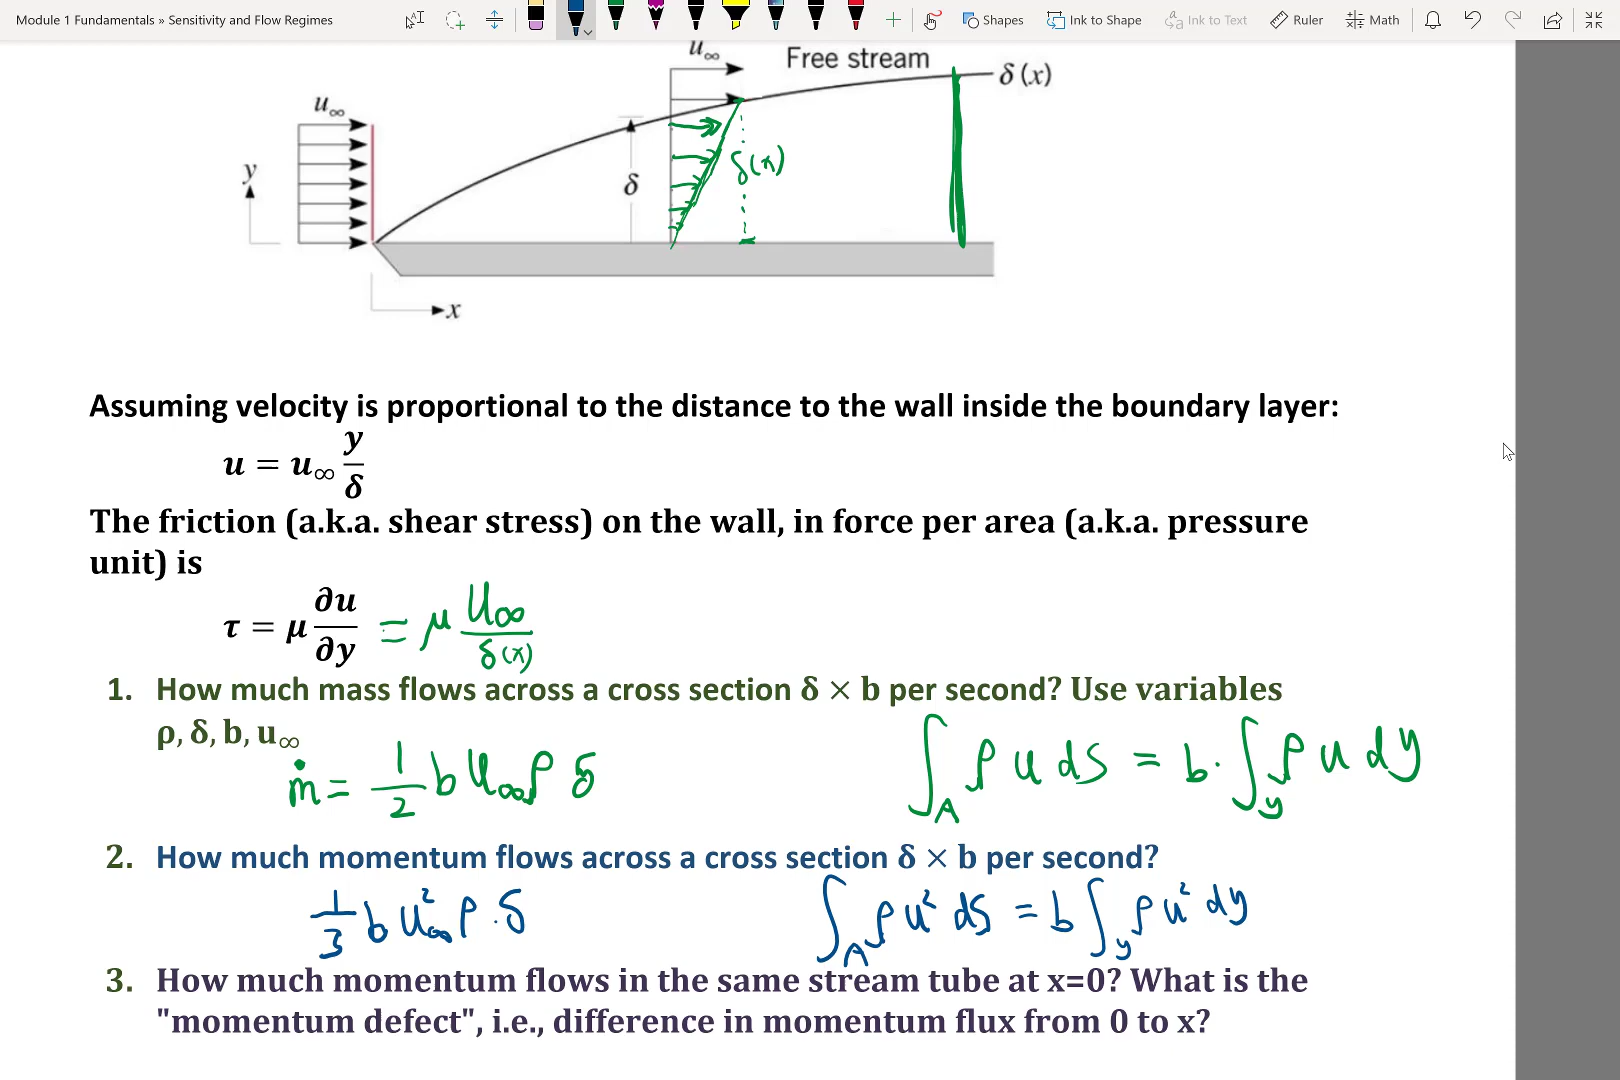 Module 1 Fundamentals » Sensitivity and Flow Regimes
Shapes
Ink to Shape
Ink to Text
Ruler
Math
u∞
Free stream
δ(x)
u∞
y
δ
δ(x)
x
Assuming velocity is proportional to the distance to the wall inside the boundary layer:
u = u∞ y/δ
The friction (a.k.a. shear stress) on the wall, in force per area (a.k.a. pressure
unit) is
τ = μ ∂u/∂y = μ U∞/δ(x)
1. How much mass flows across a cross section δ × b per second? Use variables
ρ, δ, b, u∞
ṁ = 1/2 b U∞ ρ δ
∫_A ρ u ds = b · ∫_y ρ u dy
2. How much momentum flows across a cross section δ × b per second?
1/3 b U∞² ρ · δ
∫_A ρ u² ds = b ∫_y ρ u² dy
3. How much momentum flows in the same stream tube at x=0? What is the
"momentum defect", i.e., difference in momentum flux from 0 to x?